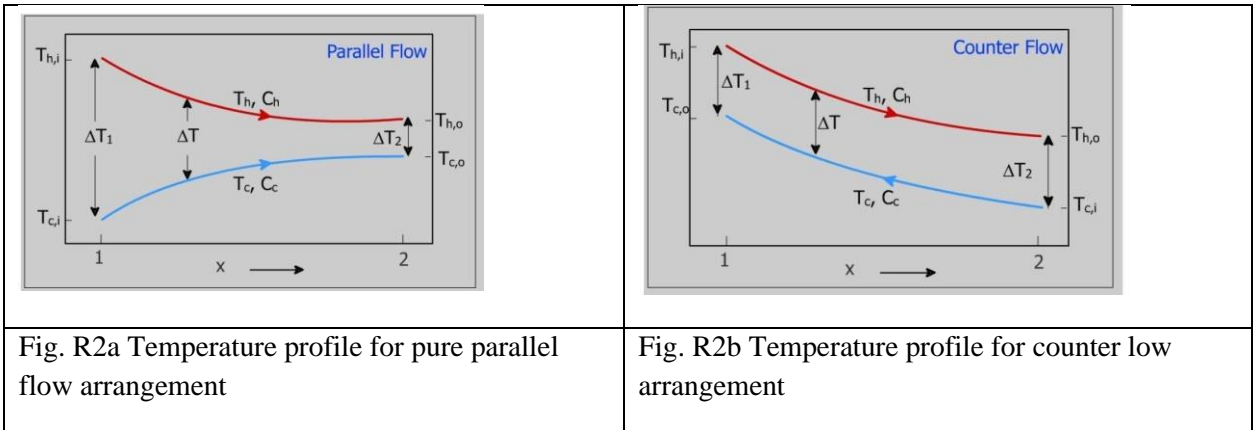 Parallel Flow
Th,i
Th, Ch
Th,o
ΔT1
ΔT
ΔT2
Tc,o
Tc, Cc
Tc,i
1
2
x
Counter Flow
Th,i
ΔT1
Tc,o
Th, Ch
ΔT
Th,o
ΔT2
Tc, Cc
Tc,i
1
2
x
Fig. R2a Temperature profile for pure parallel
flow arrangement
Fig. R2b Temperature profile for counter low
arrangement